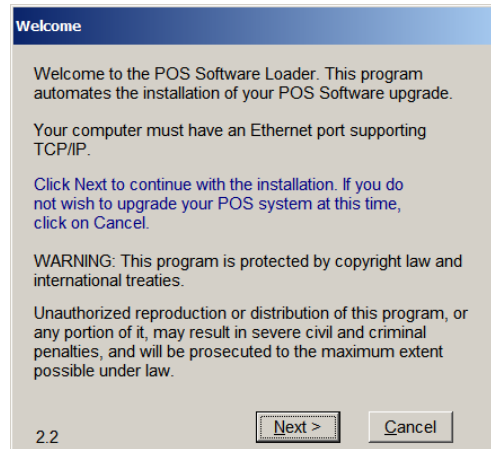 Welcome
Welcome to the POS Software Loader. This program
automates the installation of your POS Software upgrade.
Your computer must have an Ethernet port supporting
TCP/IP.
Click Next to continue with the installation. If you do
not wish to upgrade your POS system at this time,
click on Cancel.
WARNING: This program is protected by copyright law and
international treaties.
Unauthorized reproduction or distribution of this program, or
any portion of it, may result in severe civil and criminal
penalties, and will be prosecuted to the maximum extent
possible under law.
2.2 Next > Cancel